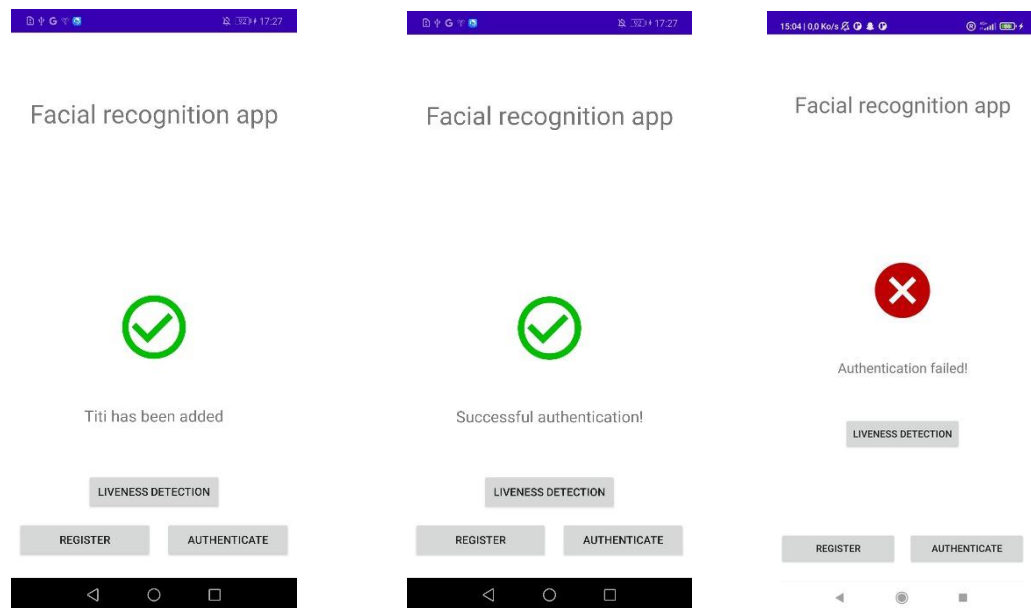 17:27
Facial recognition app
Titi has been added
LIVENESS DETECTION
REGISTER AUTHENTICATE
17:27
Facial recognition app
Successful authentication!
LIVENESS DETECTION
REGISTER AUTHENTICATE
15:04 | 0,0 Ko/s
Facial recognition app
Authentication failed!
LIVENESS DETECTION
REGISTER AUTHENTICATE